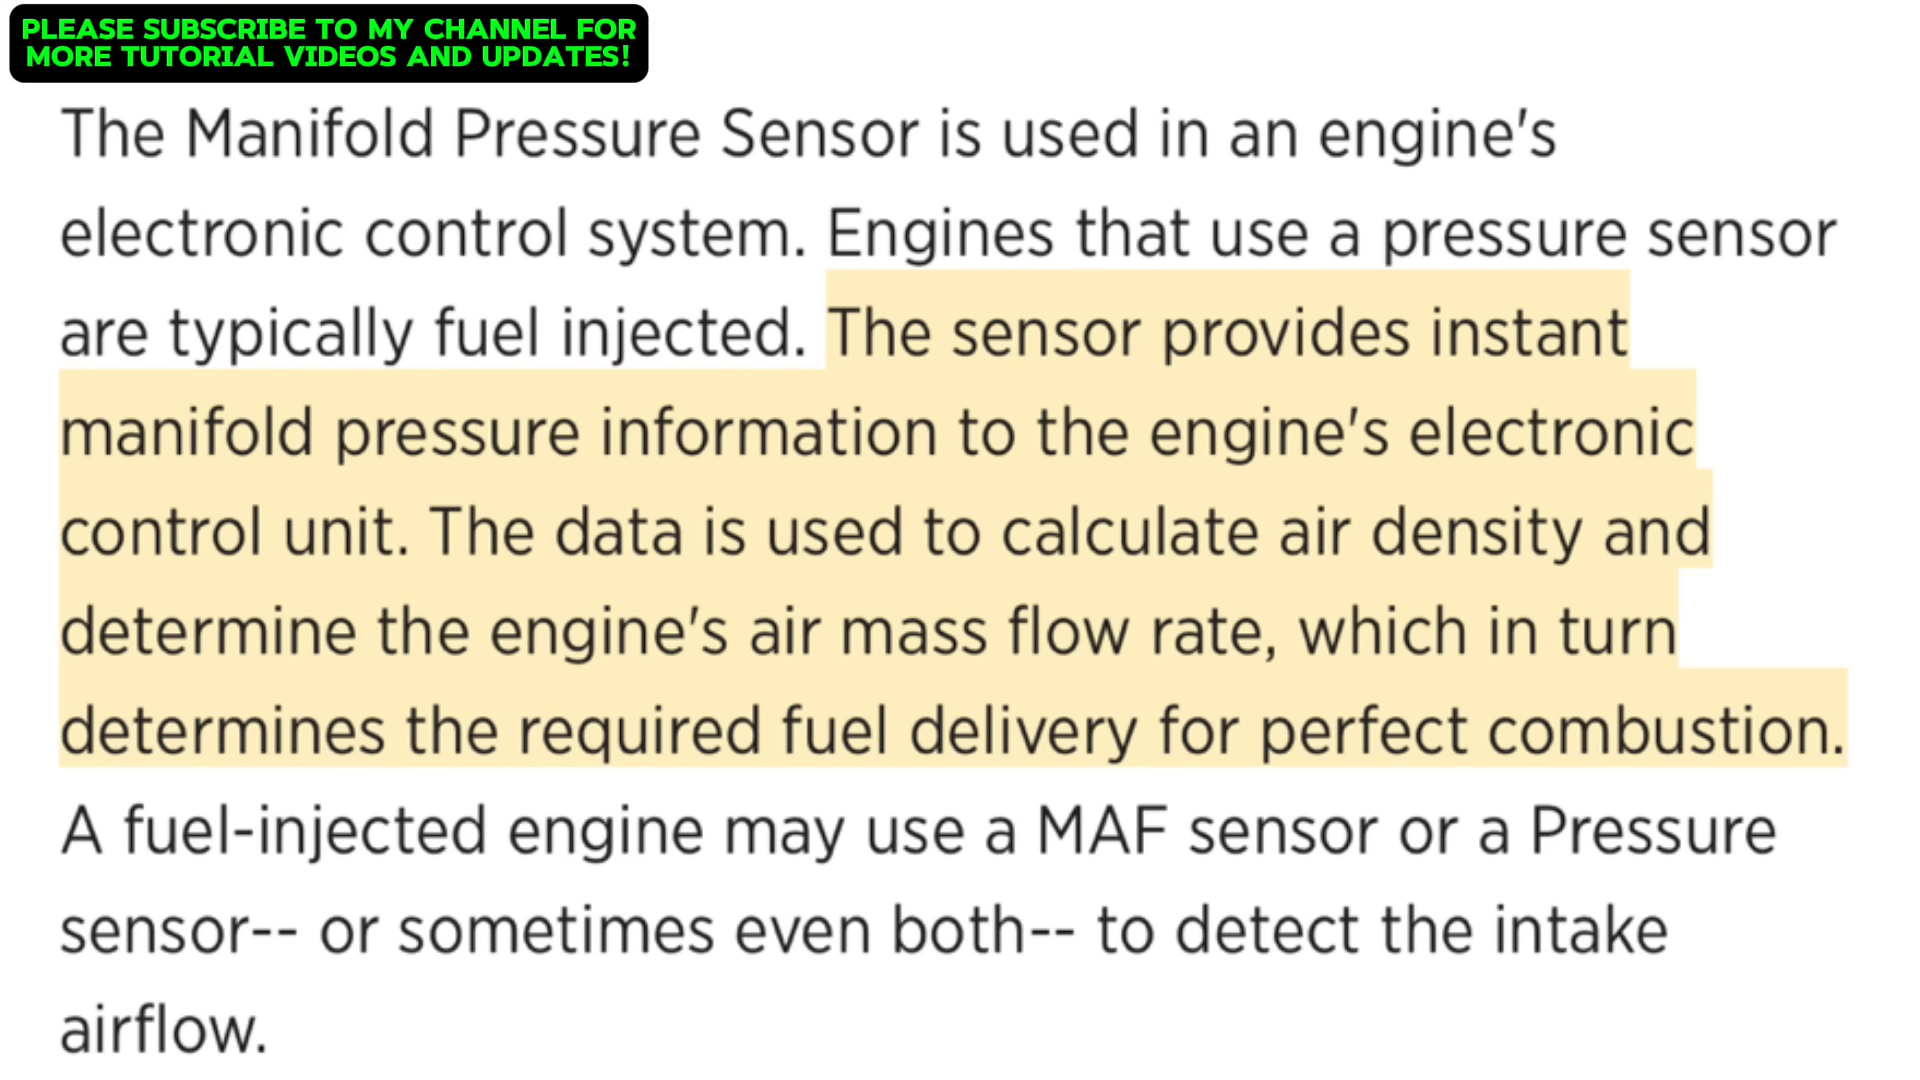 PLEASE SUBSCRIBE TO MY CHANNEL FOR
MORE TUTORIAL VIDEOS AND UPDATES!
The Manifold Pressure Sensor is used in an engine's
electronic control system. Engines that use a pressure sensor
are typically fuel injected. The sensor provides instant
manifold pressure information to the engine's electronic
control unit. The data is used to calculate air density and
determine the engine's air mass flow rate, which in turn
determines the required fuel delivery for perfect combustion.
A fuel-injected engine may use a MAF sensor or a Pressure
sensor-- or sometimes even both-- to detect the intake
airflow.